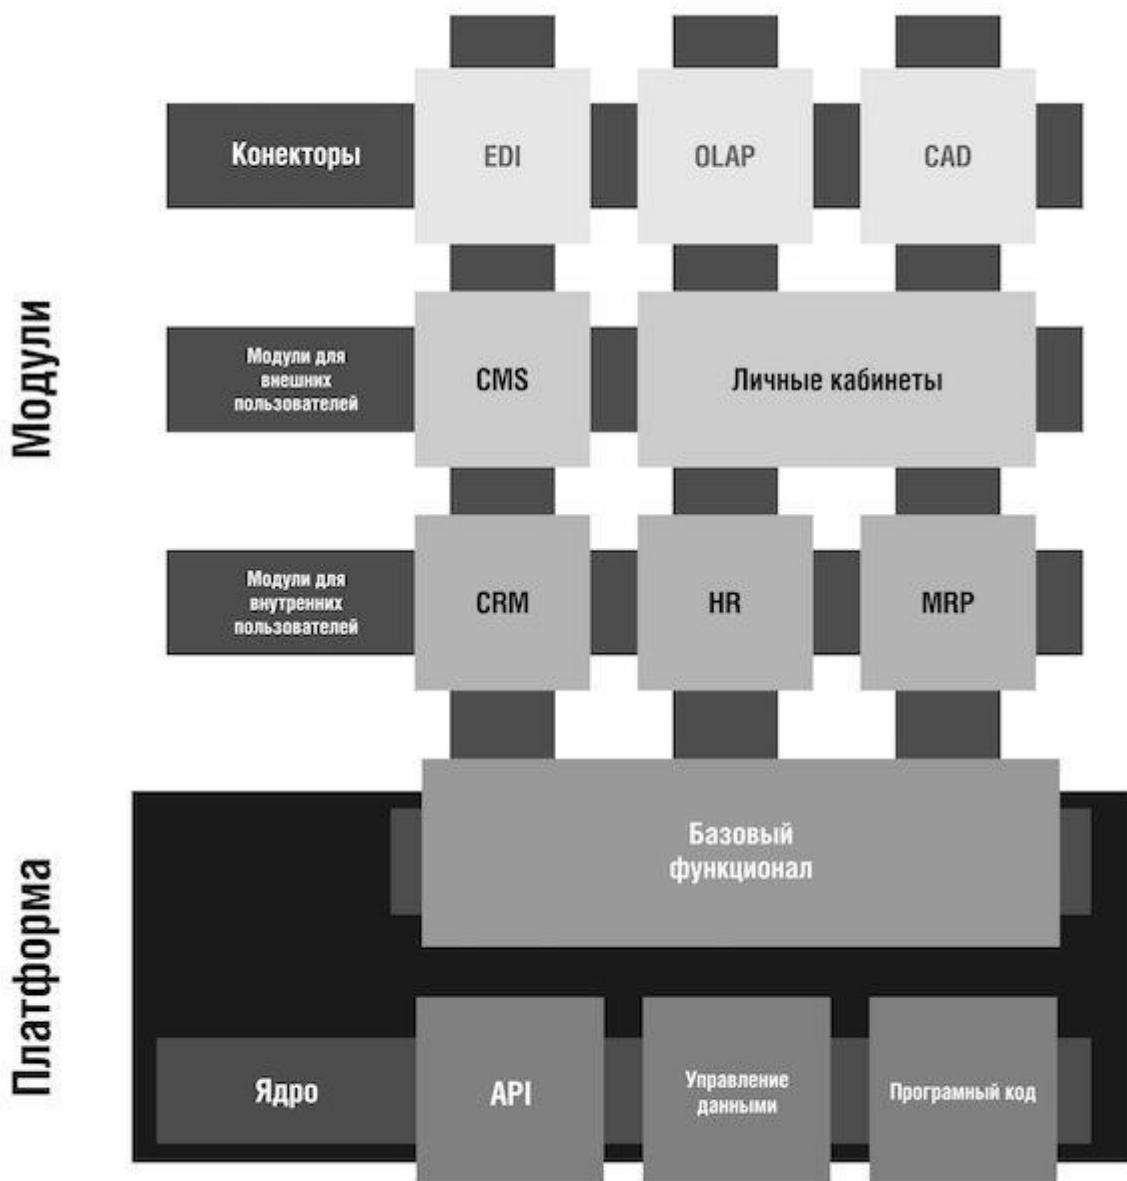 Модули
Конекторы
EDI
OLAP
CAD
Модули для
внешних
пользователей
CMS
Личные кабинеты
Модули для
внутренних
пользователей
CRM
HR
MRP
Платформа
Базовый
функционал
Ядро
API
Управление
данными
Програмный код